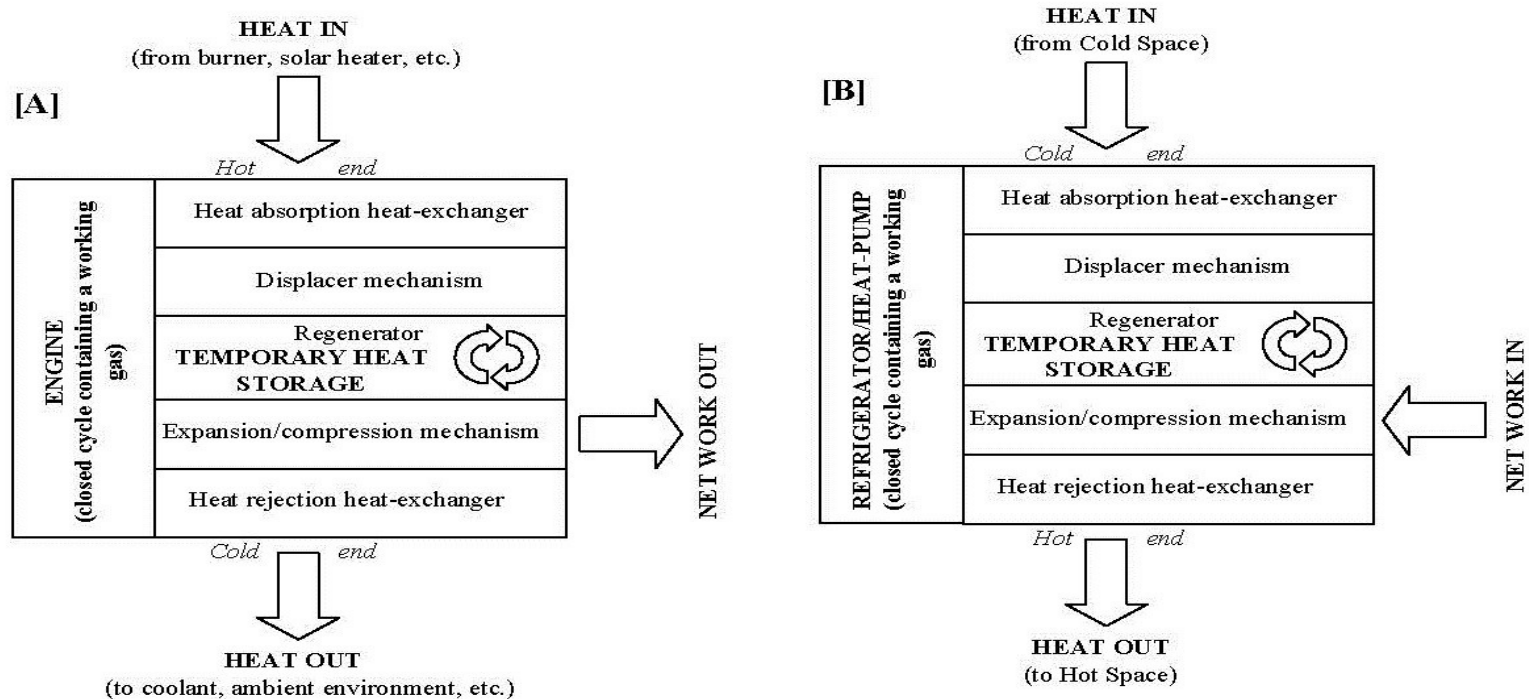 HEAT IN
(from burner, solar heater, etc.)
[A]
Hot end
ENGINE
(closed cycle containing a working
gas)
Heat absorption heat-exchanger
Displacer mechanism
Regenerator
TEMPORARY HEAT
STORAGE
Expansion/compression mechanism
Heat rejection heat-exchanger
NET WORK OUT
Cold end
HEAT OUT
(to coolant, ambient environment, etc.)
HEAT IN
(from Cold Space)
[B]
Cold end
REFRIGERATOR/HEAT-PUMP
(closed cycle containing a working
gas)
Heat absorption heat-exchanger
Displacer mechanism
Regenerator
TEMPORARY HEAT
STORAGE
Expansion/compression mechanism
Heat rejection heat-exchanger
NET WORK IN
Hot end
HEAT OUT
(to Hot Space)